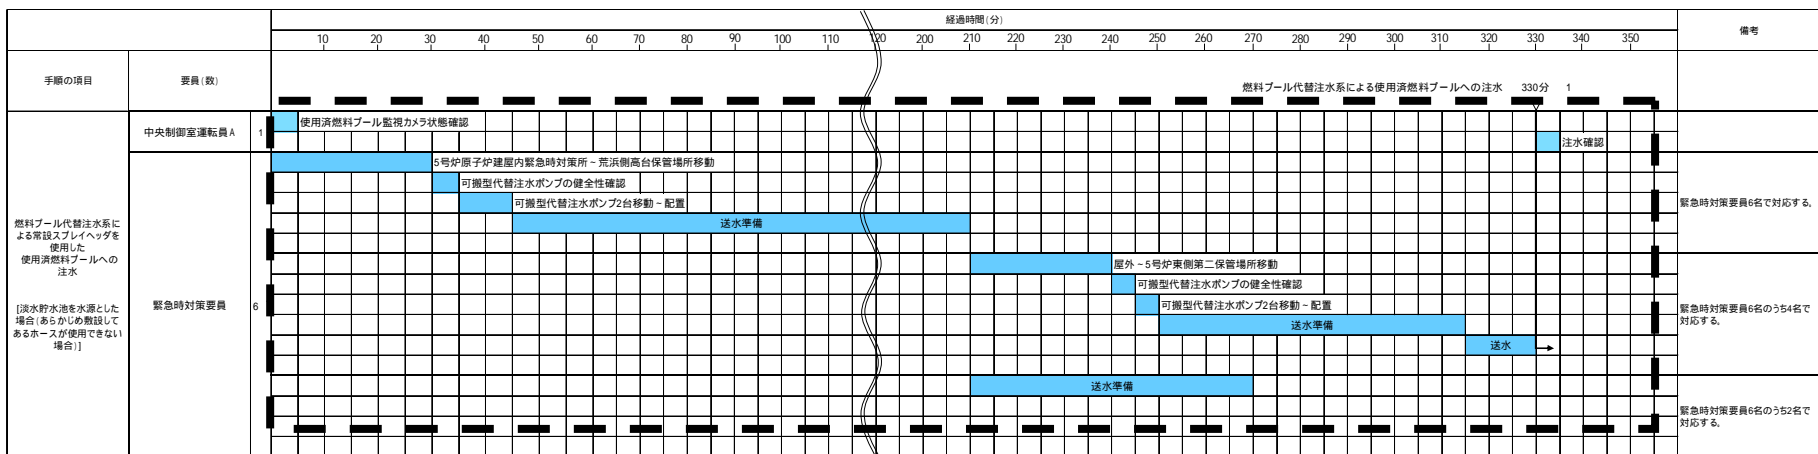 経過時間(分)
備考
10 20 30 40 50 60 70 80 90 100 110 120 200 210 220 230 240 250 260 270 280 290 300 310 320 330 340 350
手順の項目
要員(数)
燃料プール代替注水系による使用済燃料プールへの注水 330分 1
中央制御室運転員A
1
使用済燃料プール監視カメラ状態確認
注水確認
5号炉原子炉建屋内緊急時対策所~荒浜側高台保管場所移動
可搬型代替注水ポンプの健全性確認
可搬型代替注水ポンプ2台移動~配置
送水準備
緊急時対策要員6名で対応する。
燃料プール代替注水系に
よる常設スプレイヘッダを
使用した
使用済燃料プールへの
注水
[淡水貯水池を水源とした
場合(あらかじめ敷設して
あるホースが使用できない
場合)]
緊急時対策要員
6
屋外~5号炉東側第二保管場所移動
可搬型代替注水ポンプの健全性確認
可搬型代替注水ポンプ2台移動~配置
送水準備
送水
緊急時対策要員6名のうち4名で
対応する。
送水準備
緊急時対策要員6名のうち2名で
対応する。